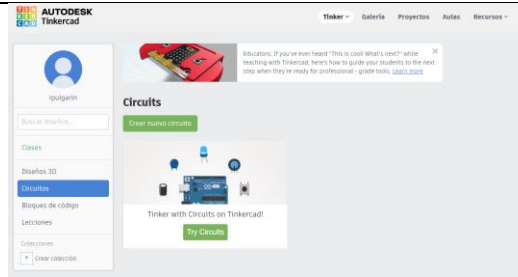 AUTODESK
Tinkercad
Tinker
Galería
Proyectos
Aulas
Recursos
Educators: If you've ever heard "This is cool! What's next?" while
teaching with Tinkercad, here's how to guide your students to the next
step when they're ready for professional - grade tools. Learn more
Buscar diseños...
Clases
Diseños 3D
Circuitos
Bloques de código
Lecciones
Colecciones
+ Crear colección
Circuits
Crear nuevo circuito
Tinker with Circuits on Tinkercad!
Try Circuits